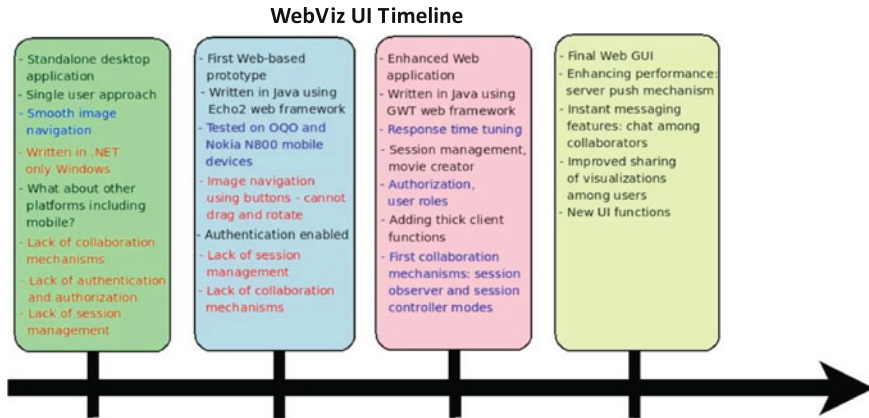 WebViz UI Timeline
- Standalone desktop
application
- Single user approach
- Smooth image
navigation
- Written in .NET
only Windows
- What about other
platforms including
mobile?
- Lack of collaboration
mechanisms
- Lack of authentication
and authorization
- Lack of session
management
- First Web-based
prototype
- Written in Java using
Echo2 web framework
- Tested on OQO and
Nokia N800 mobile
devices
- Image navigation
using buttons - cannot
drag and rotate
- Authentication enabled
- Lack of session
management
- Lack of collaboration
mechanisms
- Enhanced Web
application
- Written in Java using
GWT web framework
- Response time tuning
- Session management,
movie creator
- Authorization,
user roles
- Adding thick client
functions
- First collaboration
mechanisms: session
observer and session
controller modes
- Final Web GUI
- Enhancing performance:
server push mechanism
- Instant messaging
features: chat among
collaborators
- Improved sharing
of visualizations
among users
- New UI functions